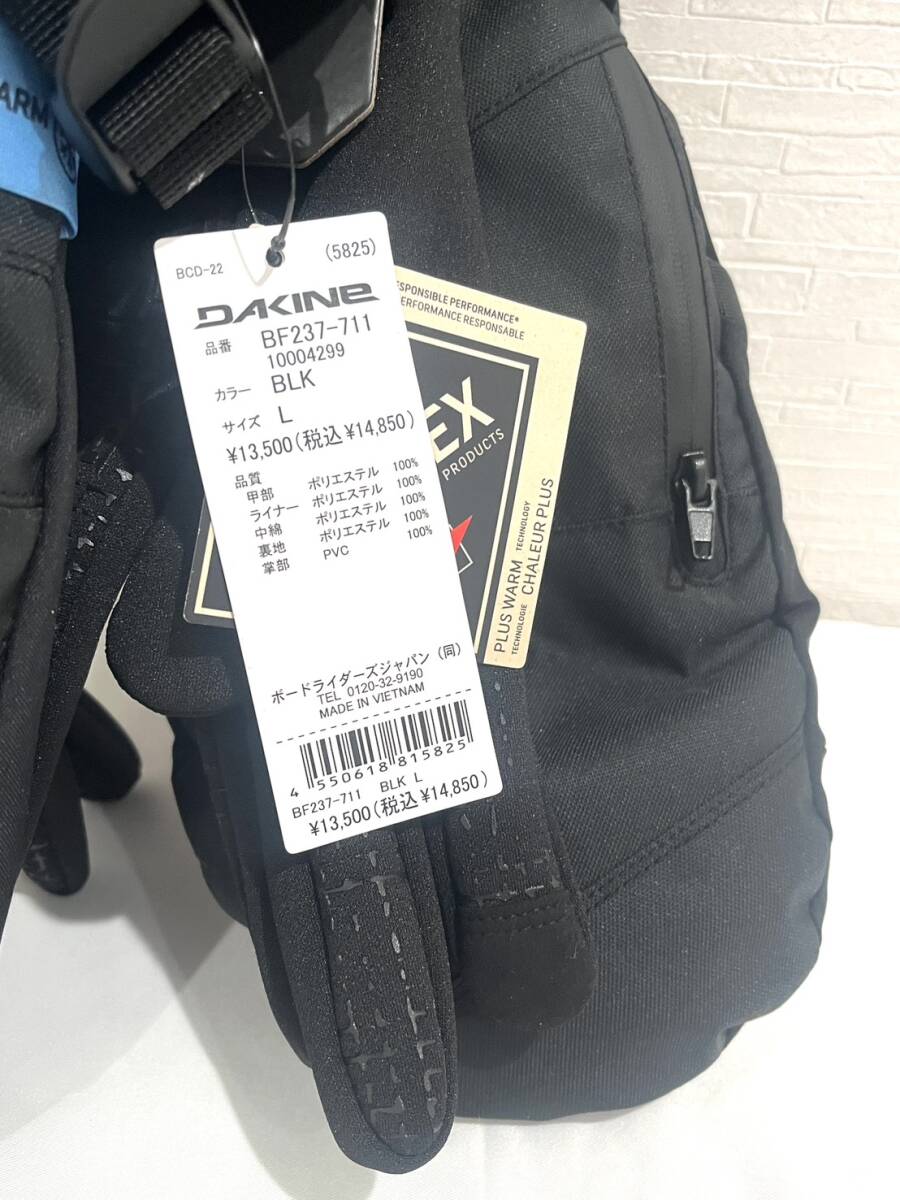 ARM
BCD-22 (5825)
DAKINE
品番 BF237-711
10004299
カラー BLK
サイズ L
¥13,500(税込¥14,850)
品質
甲部 ポリエステル 100%
ライナー ポリエステル 100%
中綿 ポリエステル 100%
裏地 ポリエステル 100%
掌部 PVC 100%
ボードライダーズジャパン (同)
TEL 0120-32-9190
MADE IN VIETNAM
4 550618 815825
BF237-711 BLK L
¥13,500(税込¥14,850)
ESPONSIBLE PERFORMANCE*
PERFORMANCE RESPONSABLE
EX
PRODUCTS
PLUS WARM TECHNOLOGY
TECHNOLOGIE CHALEUR PLUS